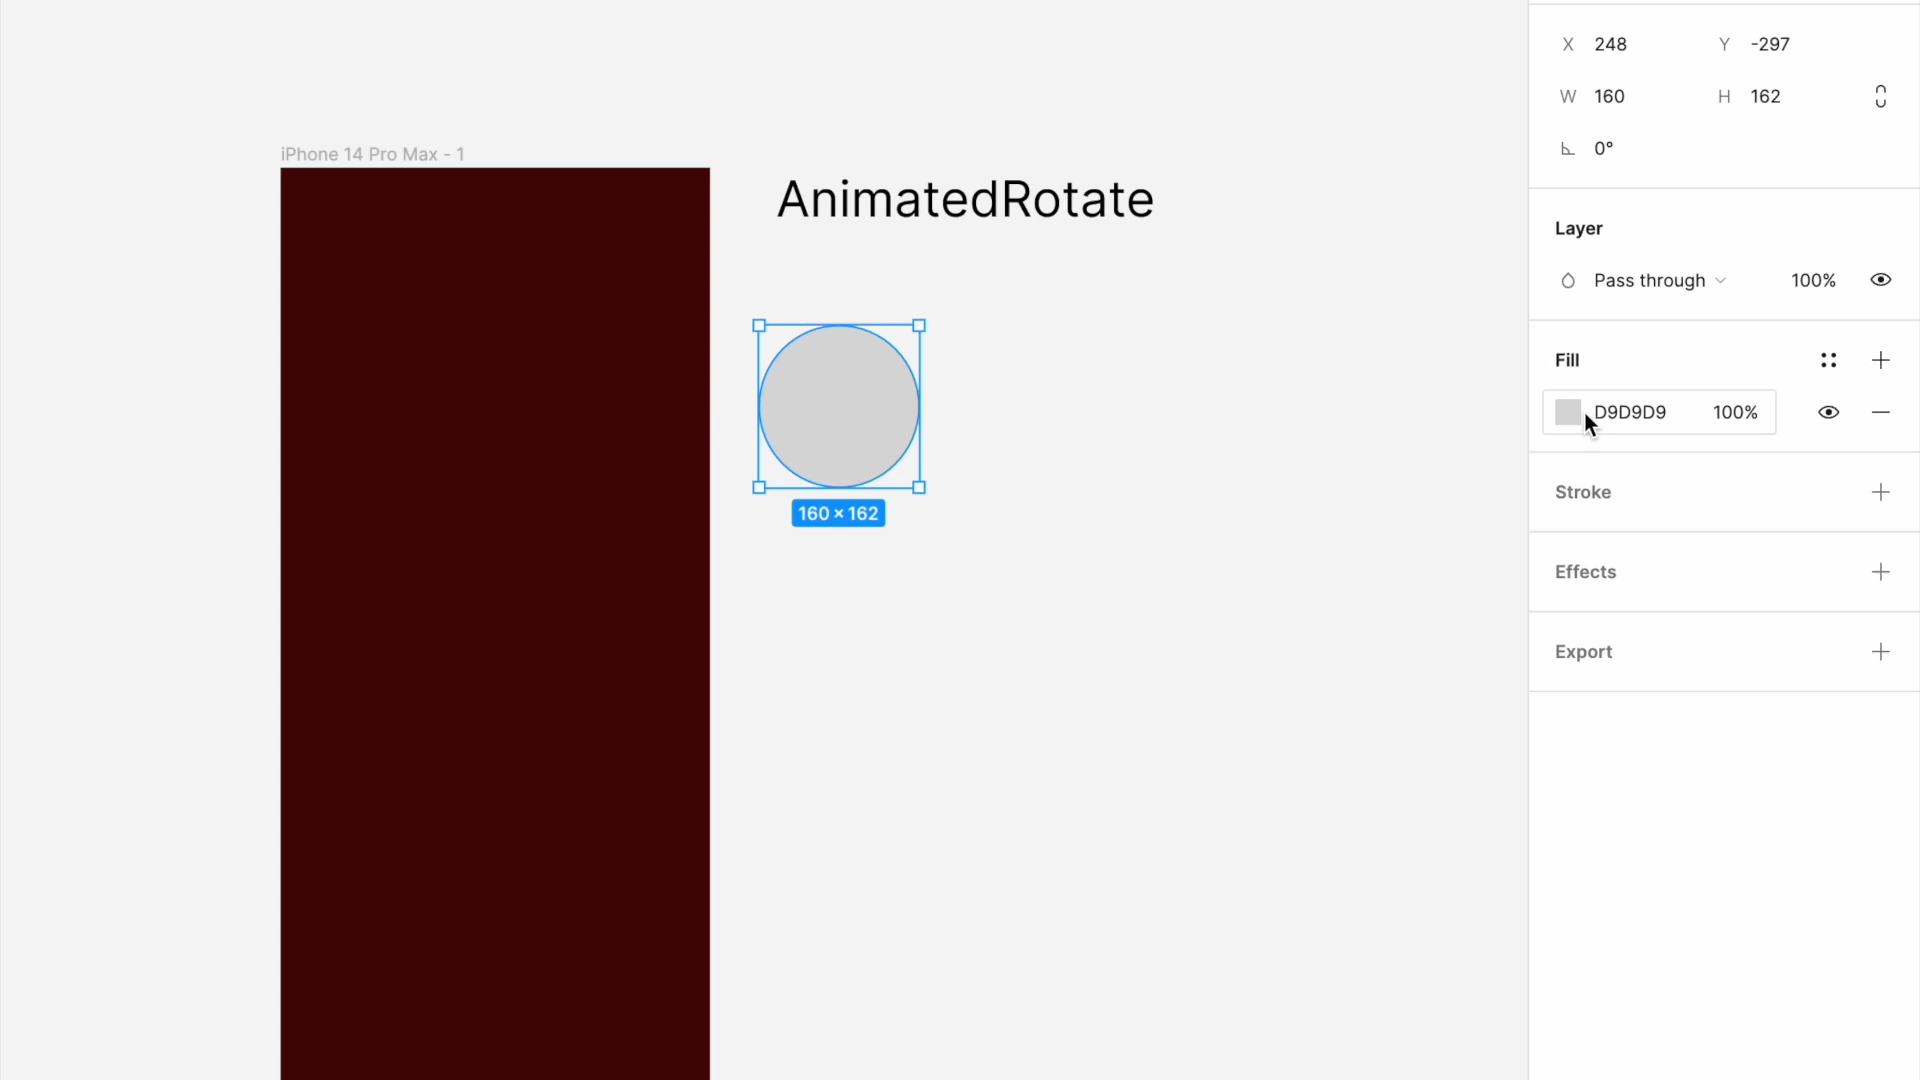 iPhone 14 Pro Max - 1
AnimatedRotate
160 × 162
X 248 Y -297
W 160 H 162
0°
Layer
Pass through 100%
Fill
D9D9D9 100%
Stroke
Effects
Export